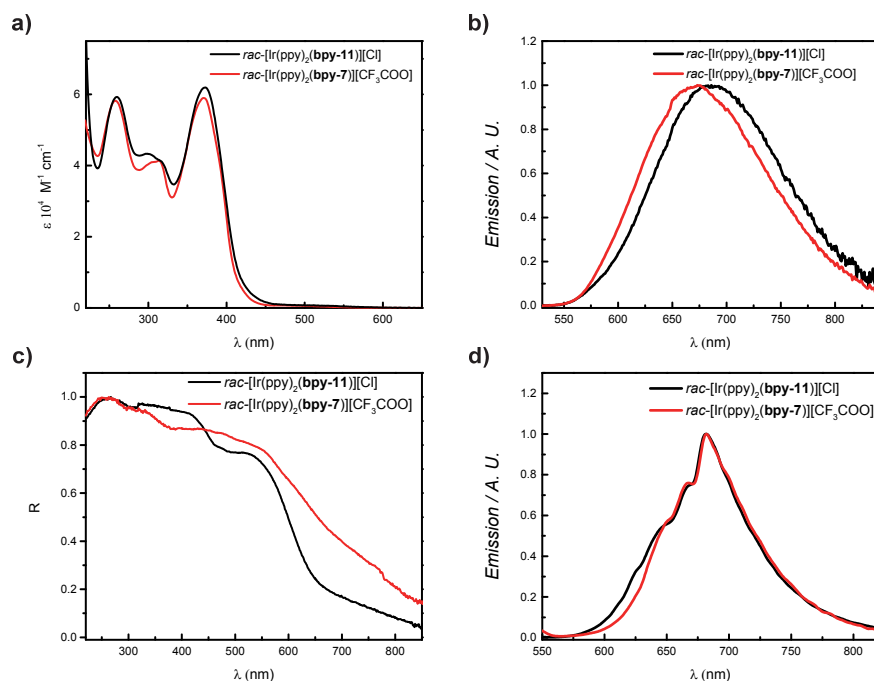 a)
rac-[Ir(ppy)₂(bpy-11)][Cl]
rac-[Ir(ppy)₂(bpy-7)][CF₃COO]
ε 10⁴ M⁻¹ cm⁻¹
6
4
2
0
300 400 500 600
λ (nm)
b)
rac-[Ir(ppy)₂(bpy-11)][Cl]
rac-[Ir(ppy)₂(bpy-7)][CF₃COO]
Emission / A. U.
1.0
0.8
0.6
0.4
0.2
0.0
550 600 650 700 750 800
λ (nm)
c)
rac-[Ir(ppy)₂(bpy-11)][Cl]
rac-[Ir(ppy)₂(bpy-7)][CF₃COO]
R
1.0
0.8
0.6
0.4
0.2
0.0
300 400 500 600 700 800
λ (nm)
d)
rac-[Ir(ppy)₂(bpy-11)][Cl]
rac-[Ir(ppy)₂(bpy-7)][CF₃COO]
Emission / A. U.
1.0
0.8
0.6
0.4
0.2
0.0
550 600 650 700 750 800
λ (nm)